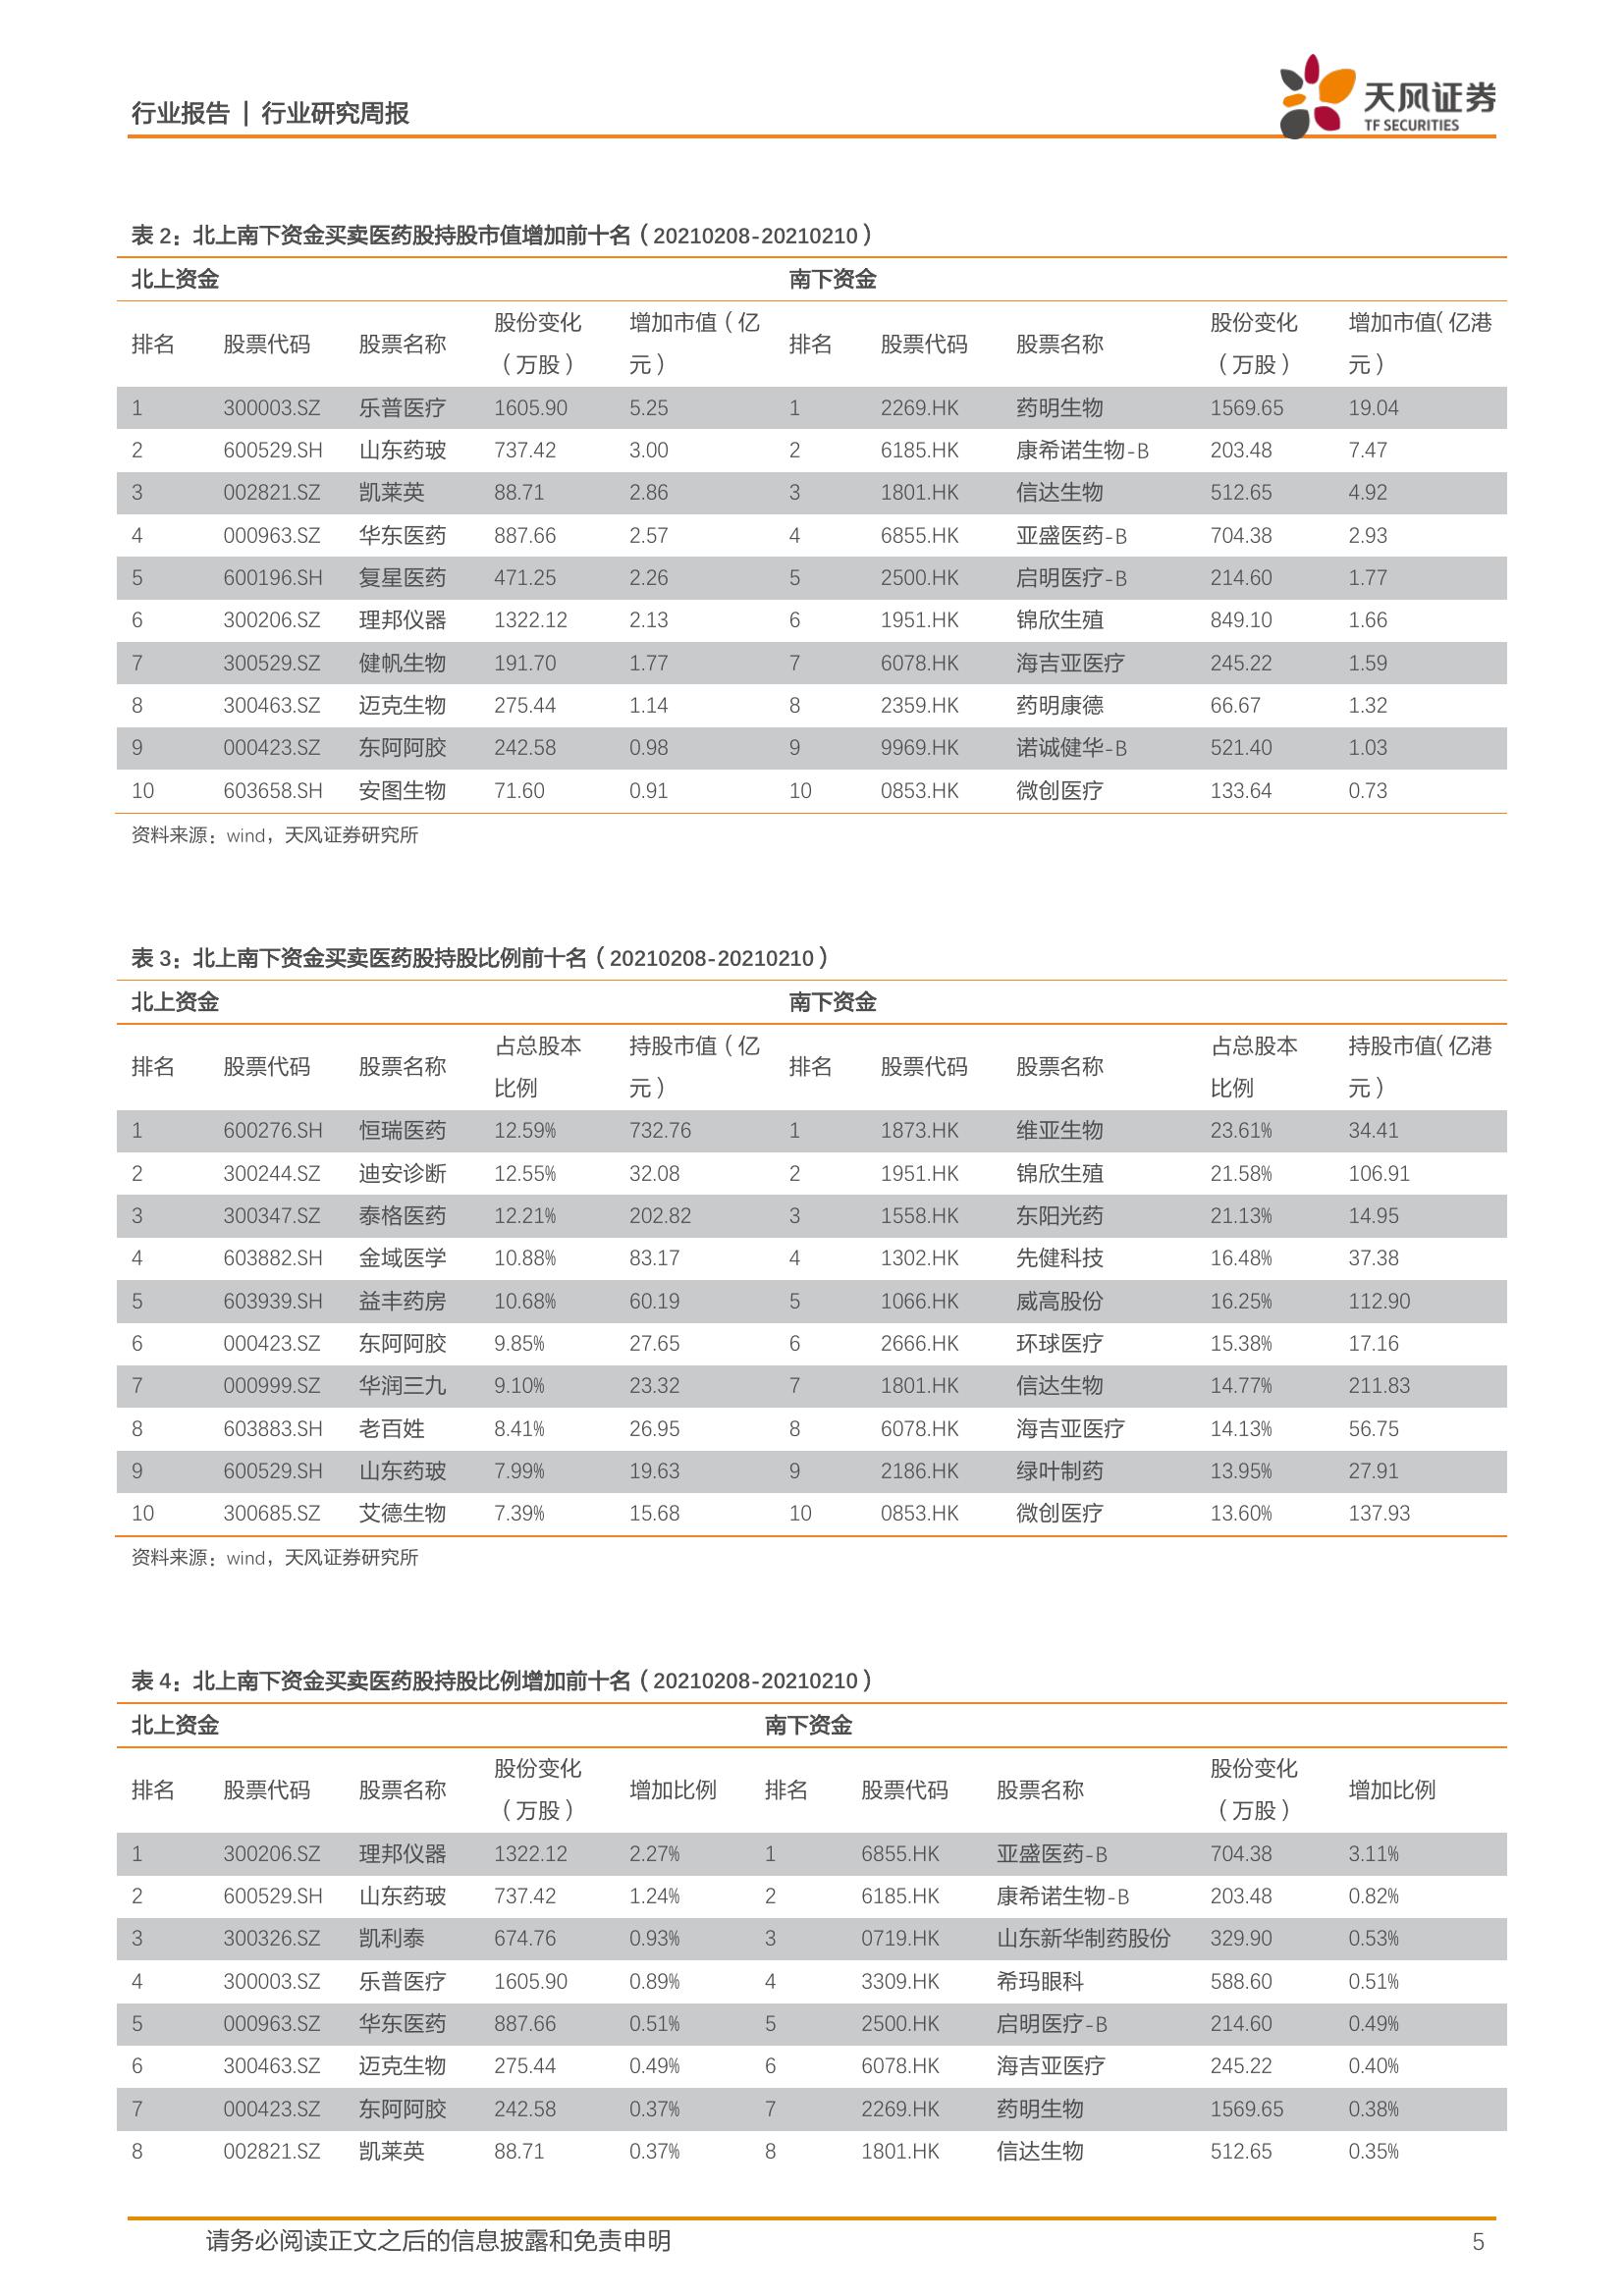 行业报告 | 行业研究周报
天风证券
TF SECURITIES
表 2：北上南下资金买卖医药股持股市值增加前十名（20210208-20210210）
北上资金 南下资金
排名 股票代码 股票名称 股份变化（万股） 增加市值（亿元） 排名 股票代码 股票名称 股份变化（万股） 增加市值（亿港元）
1 300003.SZ 乐普医疗 1605.90 5.25 1 2269.HK 药明生物 1569.65 19.04
2 600529.SH 山东药玻 737.42 3.00 2 6185.HK 康希诺生物-B 203.48 7.47
3 002821.SZ 凯莱英 88.71 2.86 3 1801.HK 信达生物 512.65 4.92
4 000963.SZ 华东医药 887.66 2.57 4 6855.HK 亚盛医药-B 704.38 2.93
5 600196.SH 复星医药 471.25 2.26 5 2500.HK 启明医疗-B 214.60 1.77
6 300206.SZ 理邦仪器 1322.12 2.13 6 1951.HK 锦欣生殖 849.10 1.66
7 300529.SZ 健帆生物 191.70 1.77 7 6078.HK 海吉亚医疗 245.22 1.59
8 300463.SZ 迈克生物 275.44 1.14 8 2359.HK 药明康德 66.67 1.32
9 000423.SZ 东阿阿胶 242.58 0.98 9 9969.HK 诺诚健华-B 521.40 1.03
10 603658.SH 安图生物 71.60 0.91 10 0853.HK 微创医疗 133.64 0.73
资料来源：wind，天风证券研究所
表 3：北上南下资金买卖医药股持股比例前十名（20210208-20210210）
北上资金 南下资金
排名 股票代码 股票名称 占总股本比例 持股市值（亿元） 排名 股票代码 股票名称 占总股本比例 持股市值（亿港元）
1 600276.SH 恒瑞医药 12.59% 732.76 1 1873.HK 维亚生物 23.61% 34.41
2 300244.SZ 迪安诊断 12.55% 32.08 2 1951.HK 锦欣生殖 21.58% 106.91
3 300347.SZ 泰格医药 12.21% 202.82 3 1558.HK 东阳光药 21.13% 14.95
4 603882.SH 金域医学 10.88% 83.17 4 1302.HK 先健科技 16.48% 37.38
5 603939.SH 益丰药房 10.68% 60.19 5 1066.HK 威高股份 16.25% 112.90
6 000423.SZ 东阿阿胶 9.85% 27.65 6 2666.HK 环球医疗 15.38% 17.16
7 000999.SZ 华润三九 9.10% 23.32 7 1801.HK 信达生物 14.77% 211.83
8 603883.SH 老百姓 8.41% 26.95 8 6078.HK 海吉亚医疗 14.13% 56.75
9 600529.SH 山东药玻 7.99% 19.63 9 2186.HK 绿叶制药 13.95% 27.91
10 300685.SZ 艾德生物 7.39% 15.68 10 0853.HK 微创医疗 13.60% 137.93
资料来源：wind，天风证券研究所
表 4：北上南下资金买卖医药股持股比例增加前十名（20210208-20210210）
北上资金 南下资金
排名 股票代码 股票名称 股份变化（万股） 增加比例 排名 股票代码 股票名称 股份变化（万股） 增加比例
1 300206.SZ 理邦仪器 1322.12 2.27% 1 6855.HK 亚盛医药-B 704.38 3.11%
2 600529.SH 山东药玻 737.42 1.24% 2 6185.HK 康希诺生物-B 203.48 0.82%
3 300326.SZ 凯利泰 674.76 0.93% 3 0719.HK 山东新华制药股份 329.90 0.53%
4 300003.SZ 乐普医疗 1605.90 0.89% 4 3309.HK 希玛眼科 588.60 0.51%
5 000963.SZ 华东医药 887.66 0.51% 5 2500.HK 启明医疗-B 214.60 0.49%
6 300463.SZ 迈克生物 275.44 0.49% 6 6078.HK 海吉亚医疗 245.22 0.40%
7 000423.SZ 东阿阿胶 242.58 0.37% 7 2269.HK 药明生物 1569.65 0.38%
8 002821.SZ 凯莱英 88.71 0.37% 8 1801.HK 信达生物 512.65 0.35%
请务必阅读正文之后的信息披露和免责申明 5